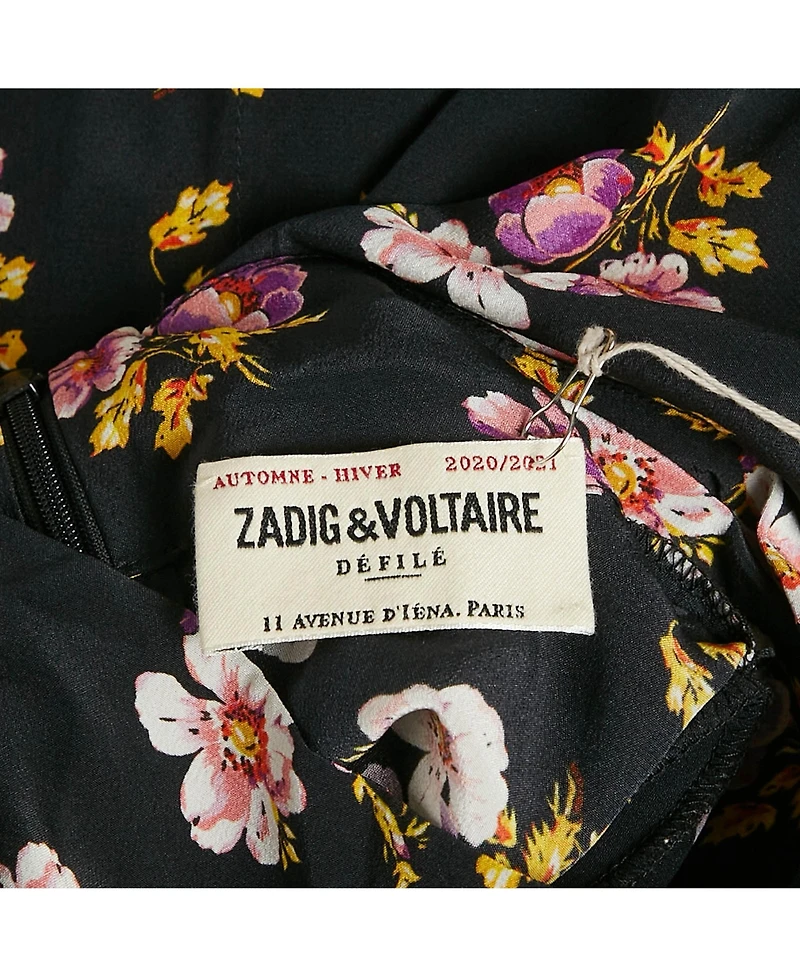 AUTOMNE - HIVER 2020/2021
ZADIG&VOLTAIRE
DÉFILÉ
11 AVENUE D'IÉNA. PARIS